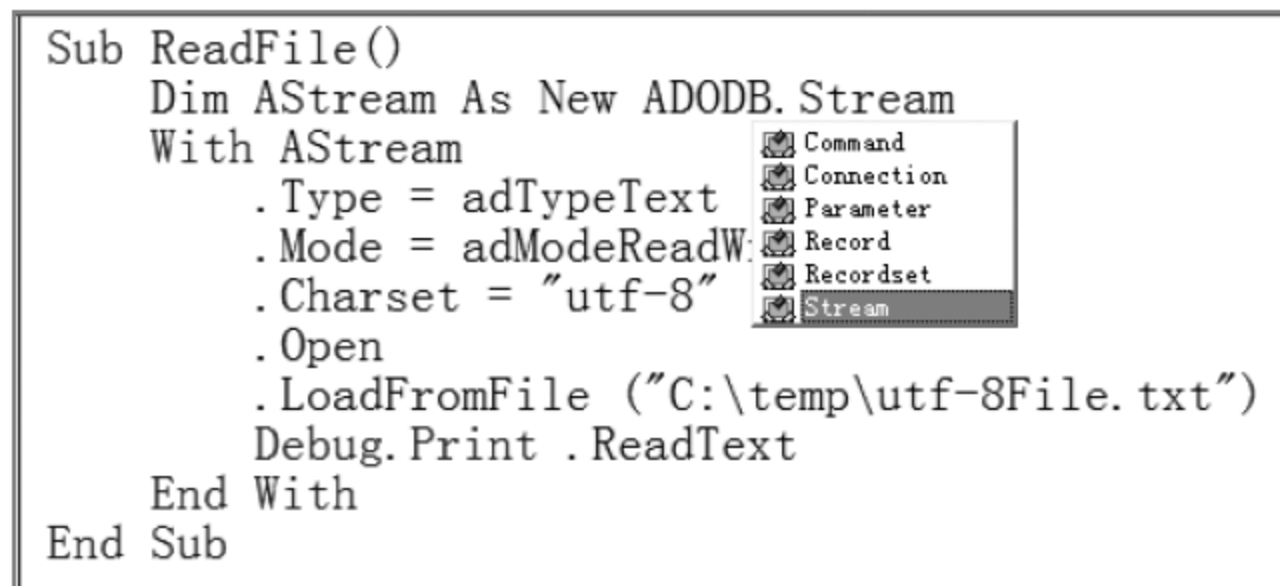 Sub ReadFile()
Dim AStream As New ADODB.Stream
With AStream
.Type = adTypeText
.Mode = adModeReadW
.Charset = "utf-8"
.Open
.LoadFromFile ("C:\temp\utf-8File.txt")
Debug.Print .ReadText
End With
End Sub
Command
Connection
Parameter
Record
Recordset
Stream